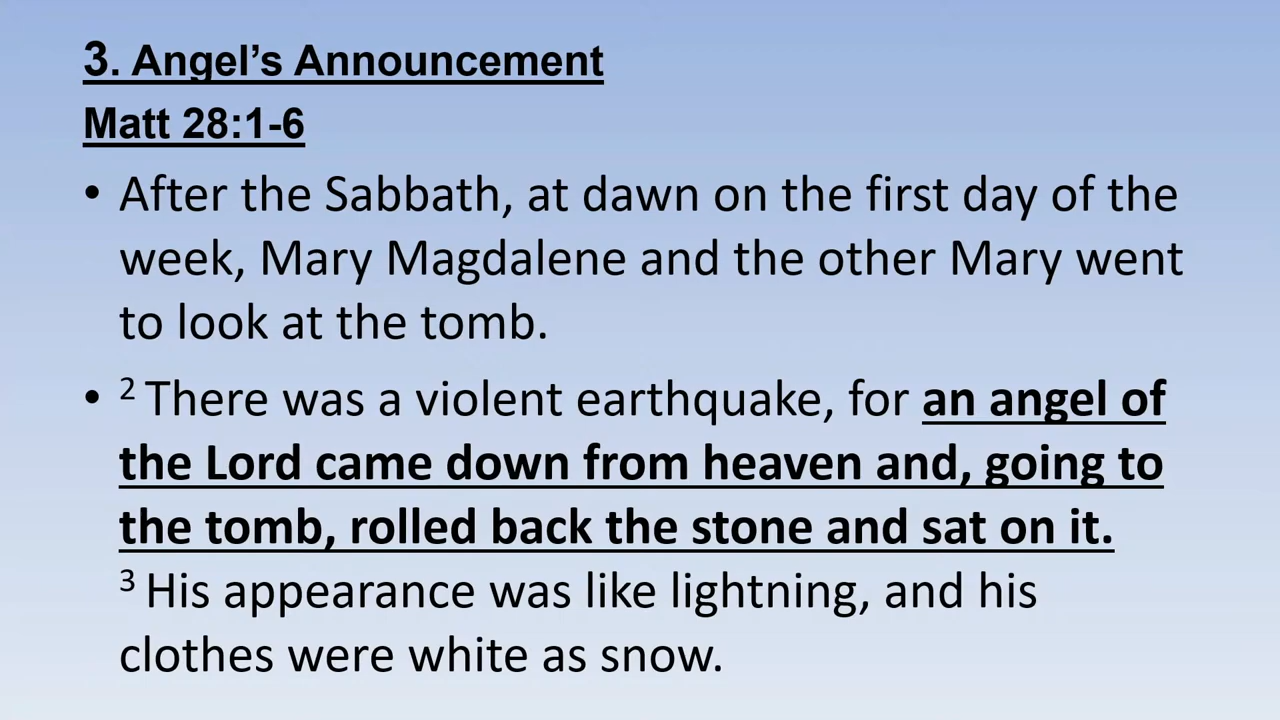 3. Angel’s Announcement
Matt 28:1-6
• After the Sabbath, at dawn on the first day of the
week, Mary Magdalene and the other Mary went
to look at the tomb.
• 2 There was a violent earthquake, for an angel of
the Lord came down from heaven and, going to
the tomb, rolled back the stone and sat on it.
3 His appearance was like lightning, and his
clothes were white as snow.